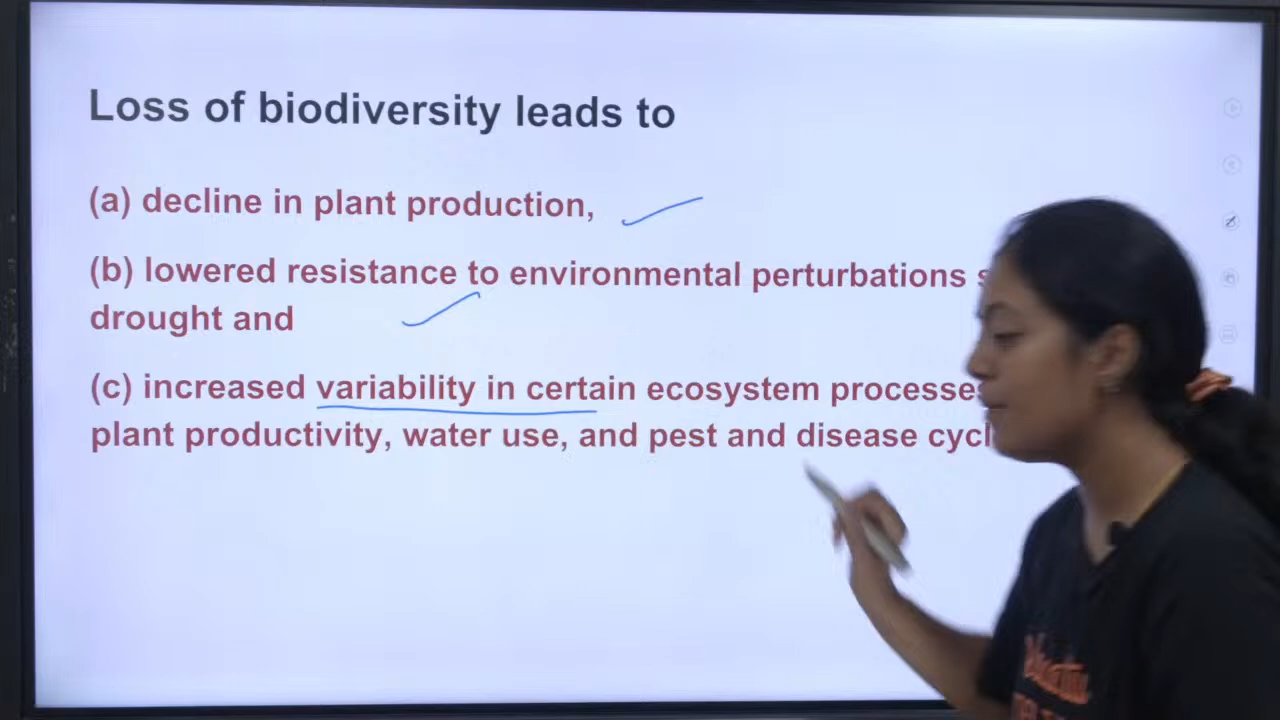 Loss of biodiversity leads to
(a) decline in plant production,
(b) lowered resistance to environmental perturbations
drought and
(c) increased variability in certain ecosystem
plant productivity, water use, and pest and disease